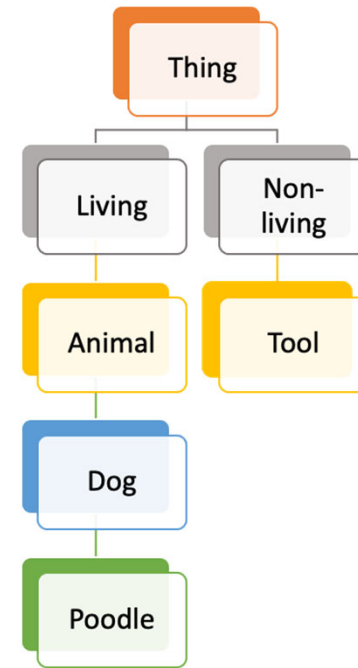 Thing
Living
Non-
living
Animal
Tool
Dog
Poodle